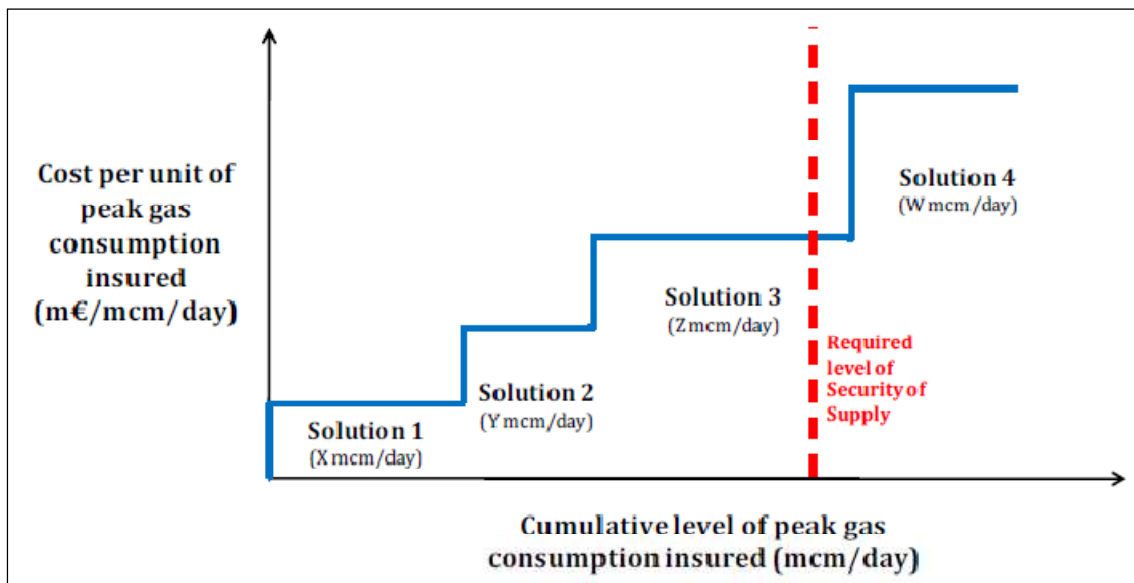 Cost per unit of
peak gas
consumption
insured
(m€/mcm/day)
Solution 1
(X mcm/day)
Solution 2
(Y mcm/day)
Solution 3
(Z mcm/day)
Solution 4
(W mcm/day)
Required
level of
Security of
Supply
Cumulative level of peak gas
consumption insured (mcm/day)